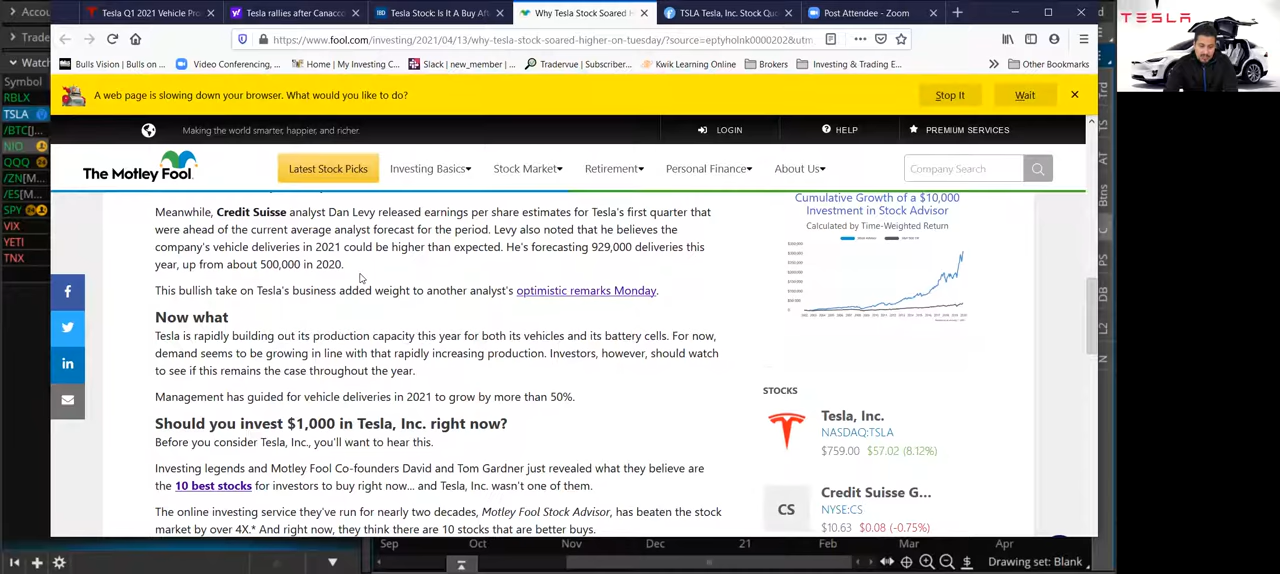 Accou
Trade
Watch
Symbol
RBLX
TSLA
/BTC[J...
NIO
QQQ
/ZN[M...
/ES[M...
SPY
VIX
YETI
TNX
Tesla Q1 2021 Vehicle Pro
Tesla rallies after Canacco
Tesla Stock: Is It A Buy Aft
Why Tesla Stock Soared H
TSLA Tesla, Inc. Stock Quo
Post Attendee - Zoom
https://www.fool.com/investing/2021/04/13/why-tesla-stock-soared-higher-on-tuesday/?source=eptyholnk0000202&utm
Bulls Vision | Bulls on ...
Video Conferencing, ...
Home | My Investing C...
Slack | new_member | ...
Tradervue | Subscriber...
Kwik Learning Online
Brokers
Investing & Trading E...
Other Bookmarks
A web page is slowing down your browser. What would you like to do?
Stop It
Wait
Making the world smarter, happier, and richer.
LOGIN
HELP
PREMIUM SERVICES
The Motley Fool.
Latest Stock Picks
Investing Basics
Stock Market
Retirement
Personal Finance
About Us
Company Search
Meanwhile, Credit Suisse analyst Dan Levy released earnings per share estimates for Tesla's first quarter that
were ahead of the current average analyst forecast for the period. Levy also noted that he believes the
company's vehicle deliveries in 2021 could be higher than expected. He's forecasting 929,000 deliveries this
year, up from about 500,000 in 2020.
This bullish take on Tesla's business added weight to another analyst's optimistic remarks Monday.
Now what
Tesla is rapidly building out its production capacity this year for both its vehicles and its battery cells. For now,
demand seems to be growing in line with that rapidly increasing production. Investors, however, should watch
to see if this remains the case throughout the year.
Management has guided for vehicle deliveries in 2021 to grow by more than 50%.
Should you invest $1,000 in Tesla, Inc. right now?
Before you consider Tesla, Inc., you'll want to hear this.
Investing legends and Motley Fool Co-founders David and Tom Gardner just revealed what they believe are
the 10 best stocks for investors to buy right now... and Tesla, Inc. wasn't one of them.
The online investing service they've run for nearly two decades, Motley Fool Stock Advisor, has beaten the stock
market by over 4X.* And right now, they think there are 10 stocks that are better buys.
Cumulative Growth of a $10,000
Investment in Stock Advisor
Calculated by Time-Weighted Return
STOCKS
Tesla, Inc.
NASDAQ:TSLA
$759.00 $57.02 (8.12%)
CS
Credit Suisse G...
NYSE:CS
$10.63 $0.08 (-0.75%)
Trd
TS
AT
Btns
C
PS
DB
L2
N
TESLA
Sep
Oct
Nov
Dec
21
Feb
Mar
Apr
Drawing set: Default